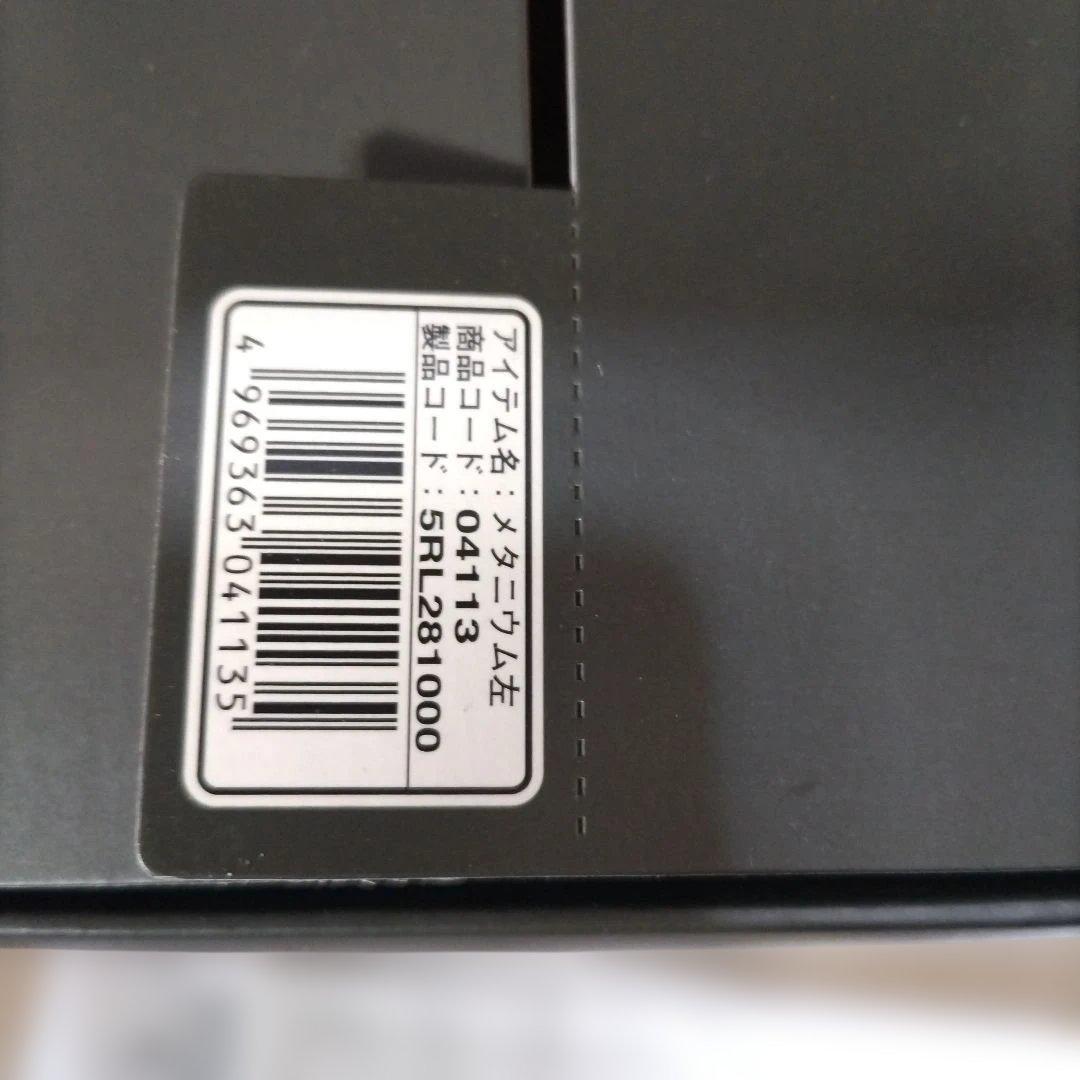 アイテム名：メタニウム左
商品コード：04113
製品コード：5RL281000
4 969363 041135